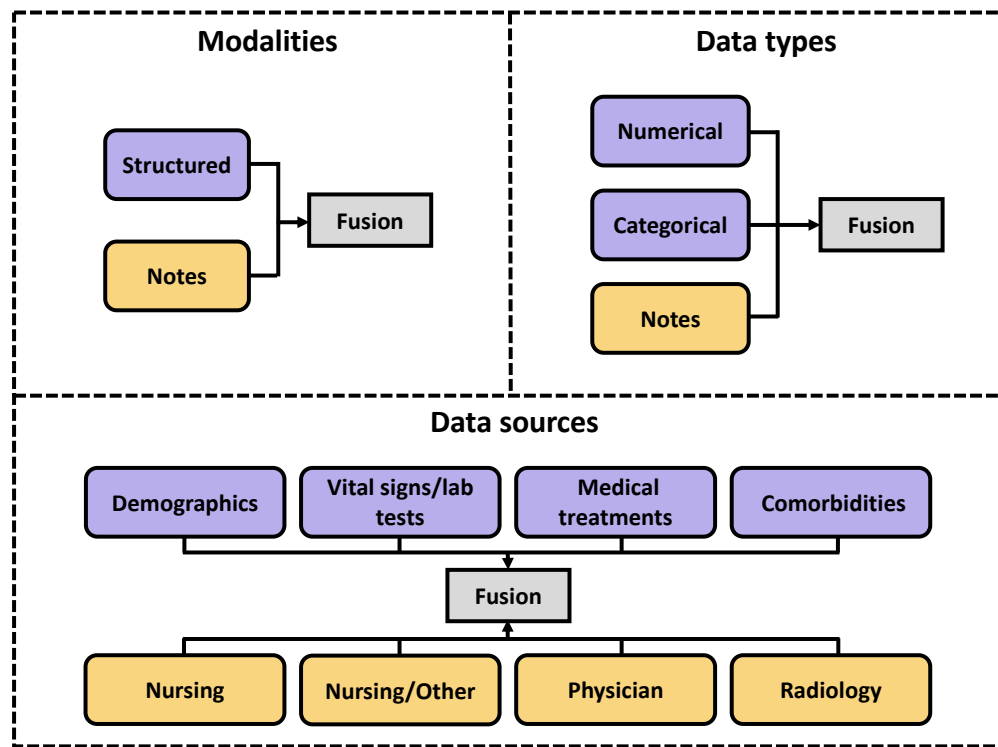 Modalities
Structured
Notes
Fusion
Data types
Numerical
Categorical
Notes
Fusion
Data sources
Demographics
Vital signs/lab
tests
Medical
treatments
Comorbidities
Fusion
Nursing
Nursing/Other
Physician
Radiology